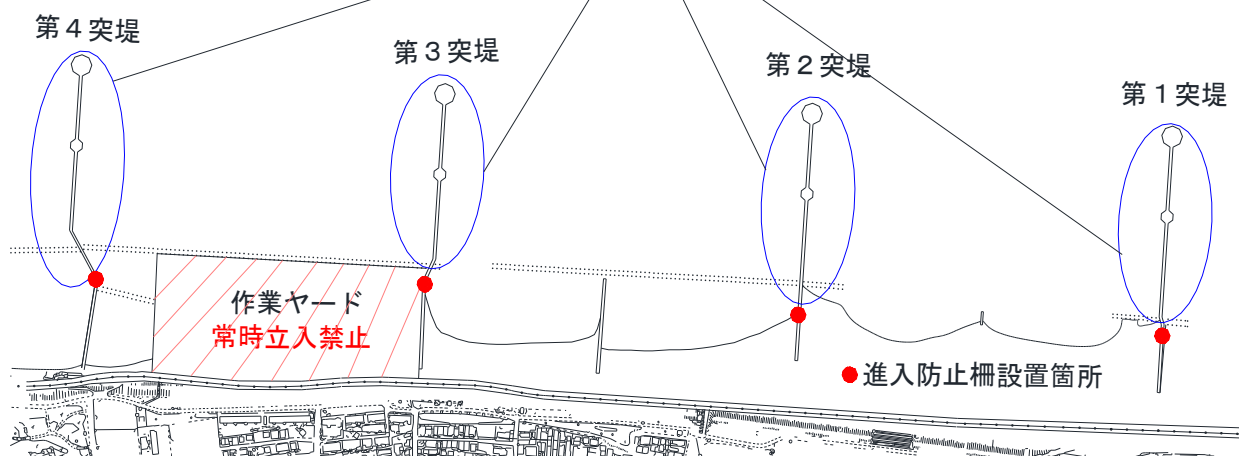 第４突堤
第３突堤
第２突堤
第１突堤
作業ヤード
常時立入禁止
進入防止柵設置箇所